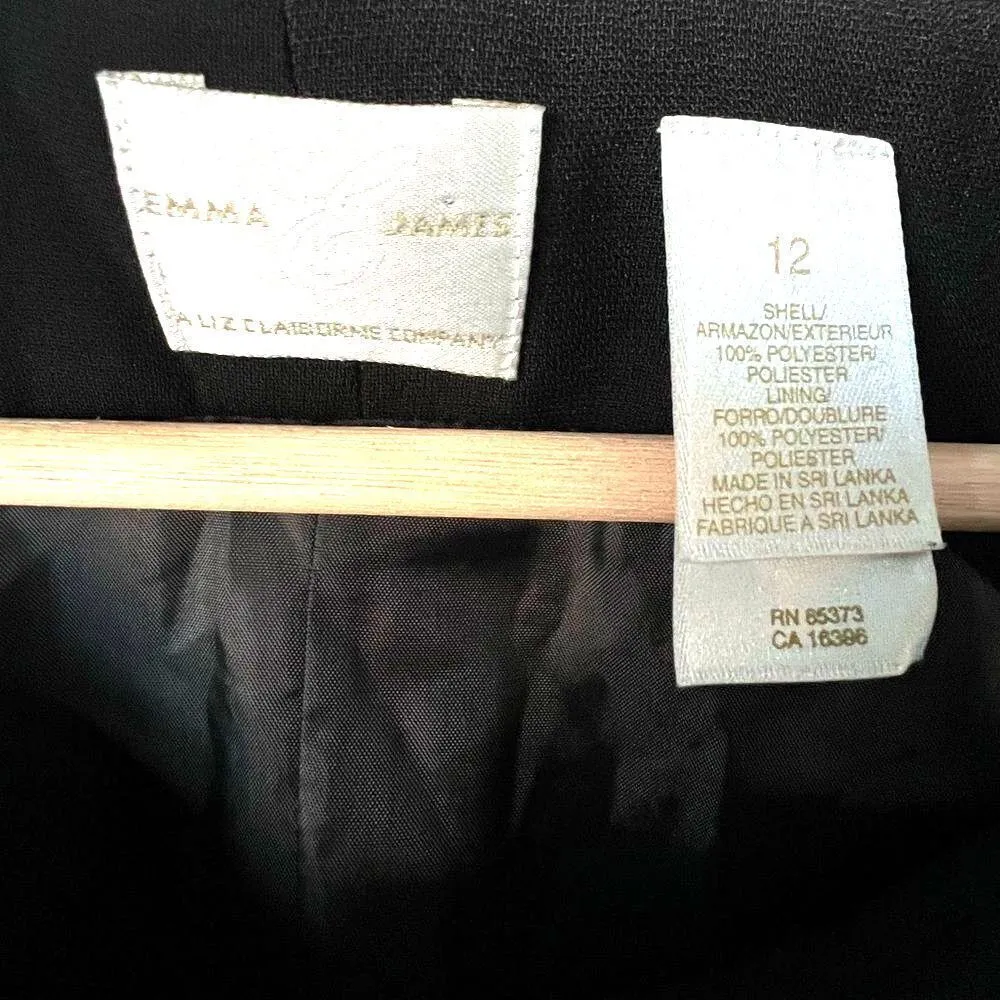 EMMA JAMES
A LIZ CLAIBORNE COMPANY
12
SHELL/
ARMAZON/EXTERIEUR
100% POLYESTER/
POLIESTER
LINING/
FORRO/DOUBLURE
100% POLYESTER/
POLIESTER
MADE IN SRI LANKA
HECHO EN SRI LANKA
FABRIQUE A SRI LANKA
RN 65373
CA 16396